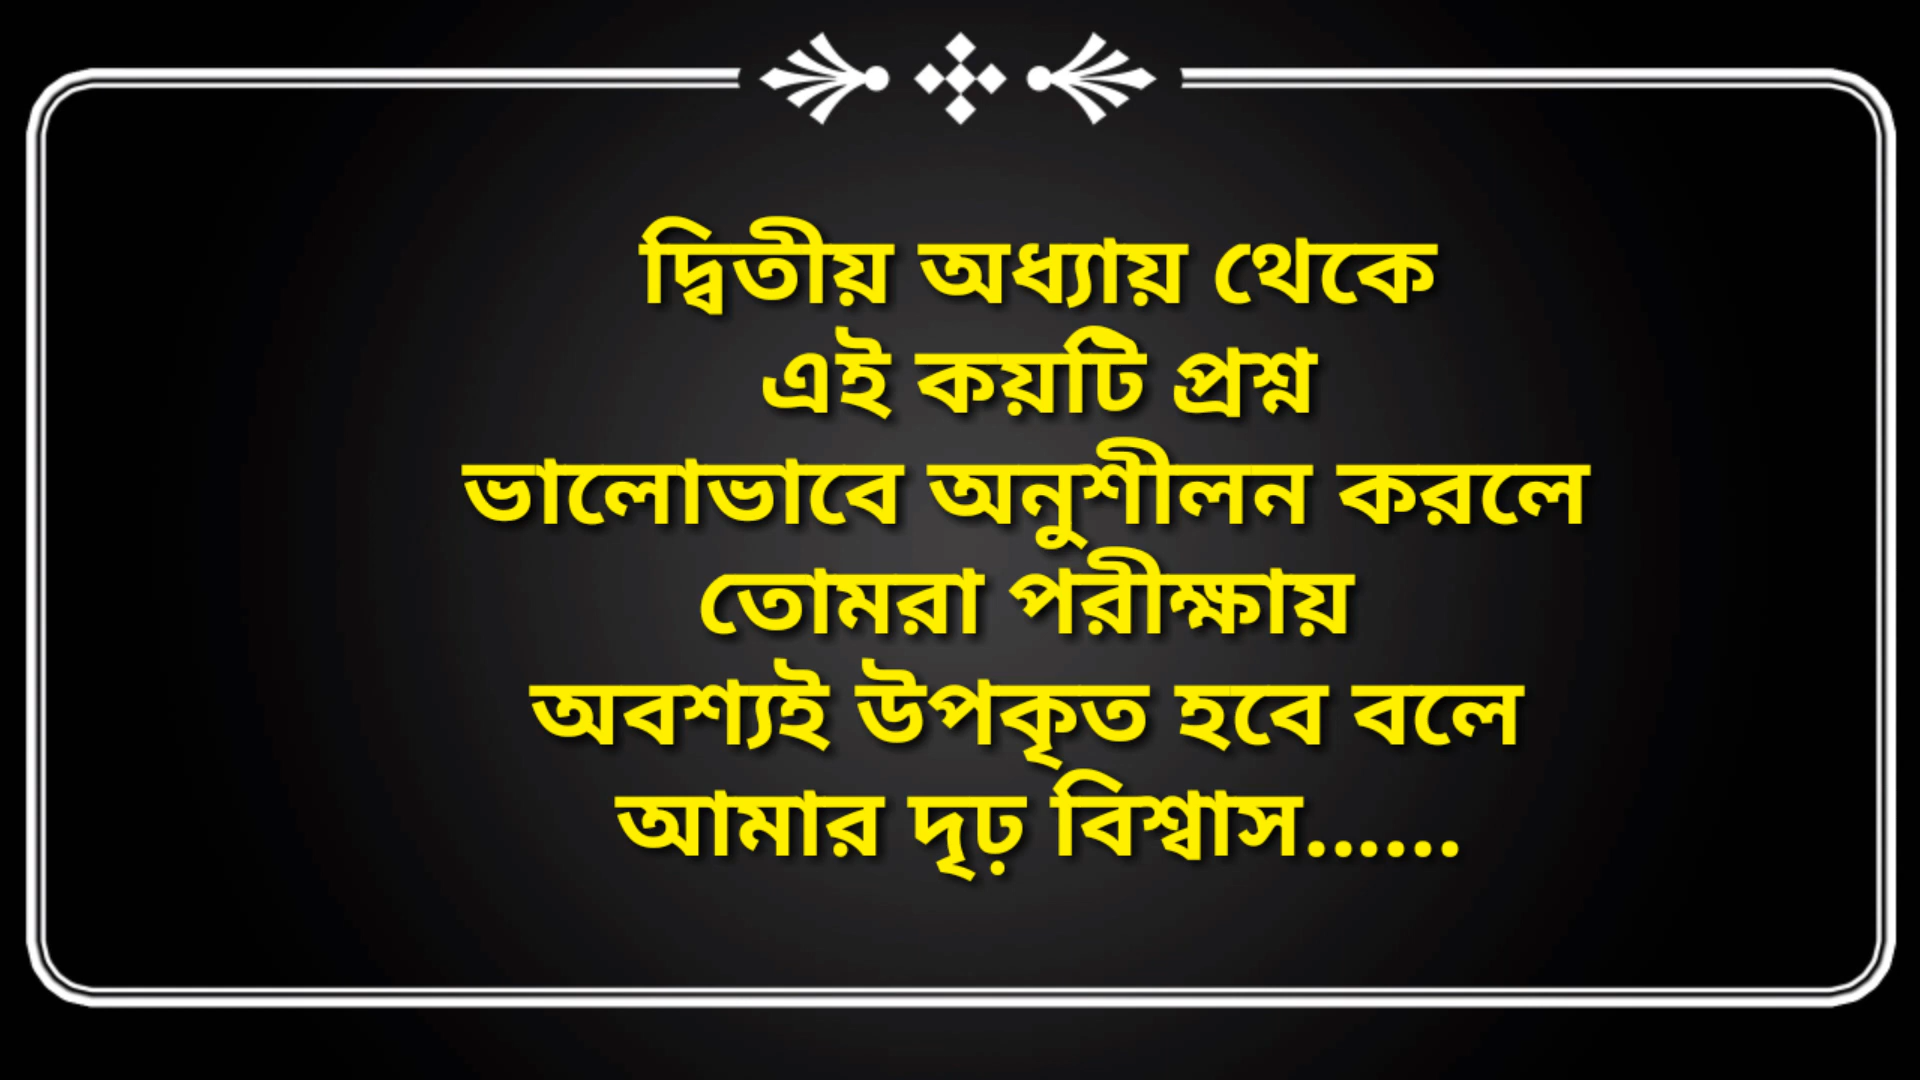 দ্বিতীয় অধ্যায় থেকে
এই কয়টি প্রশ্ন
ভালোভাবে অনুশীলন করলে
তোমরা পরীক্ষায়
অবশ্যই উপকৃত হবে বলে
আমার দৃঢ় বিশ্বাস......